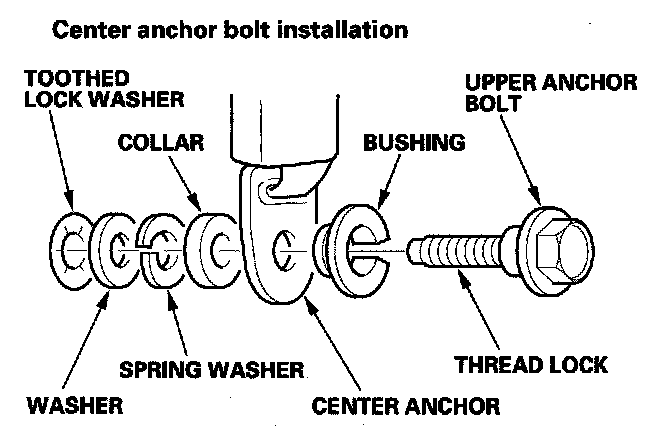 Center anchor bolt installation
TOOTHED
LOCK WASHER
UPPER ANCHOR
BOLT
COLLAR
BUSHING
SPRING WASHER
THREAD LOCK
WASHER
CENTER ANCHOR